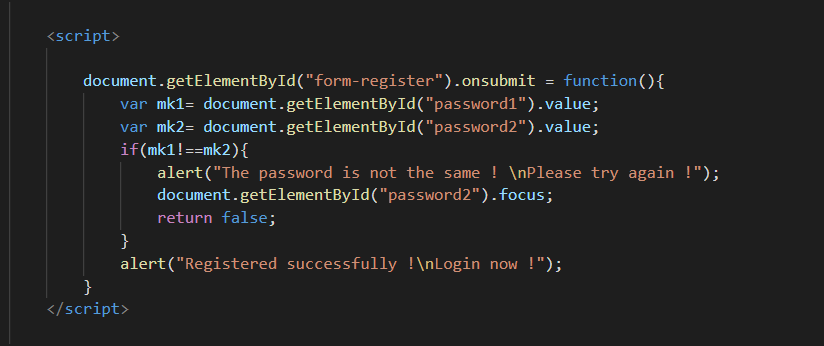 <script>
document.getElementById("form-register").onsubmit = function(){
var mk1= document.getElementById("password1").value;
var mk2= document.getElementById("password2").value;
if(mk1!==mk2){
alert("The password is not the same ! \nPlease try again !");
document.getElementById("password2").focus;
return false;
}
alert("Registered successfully !\nLogin now !");
}
</script>